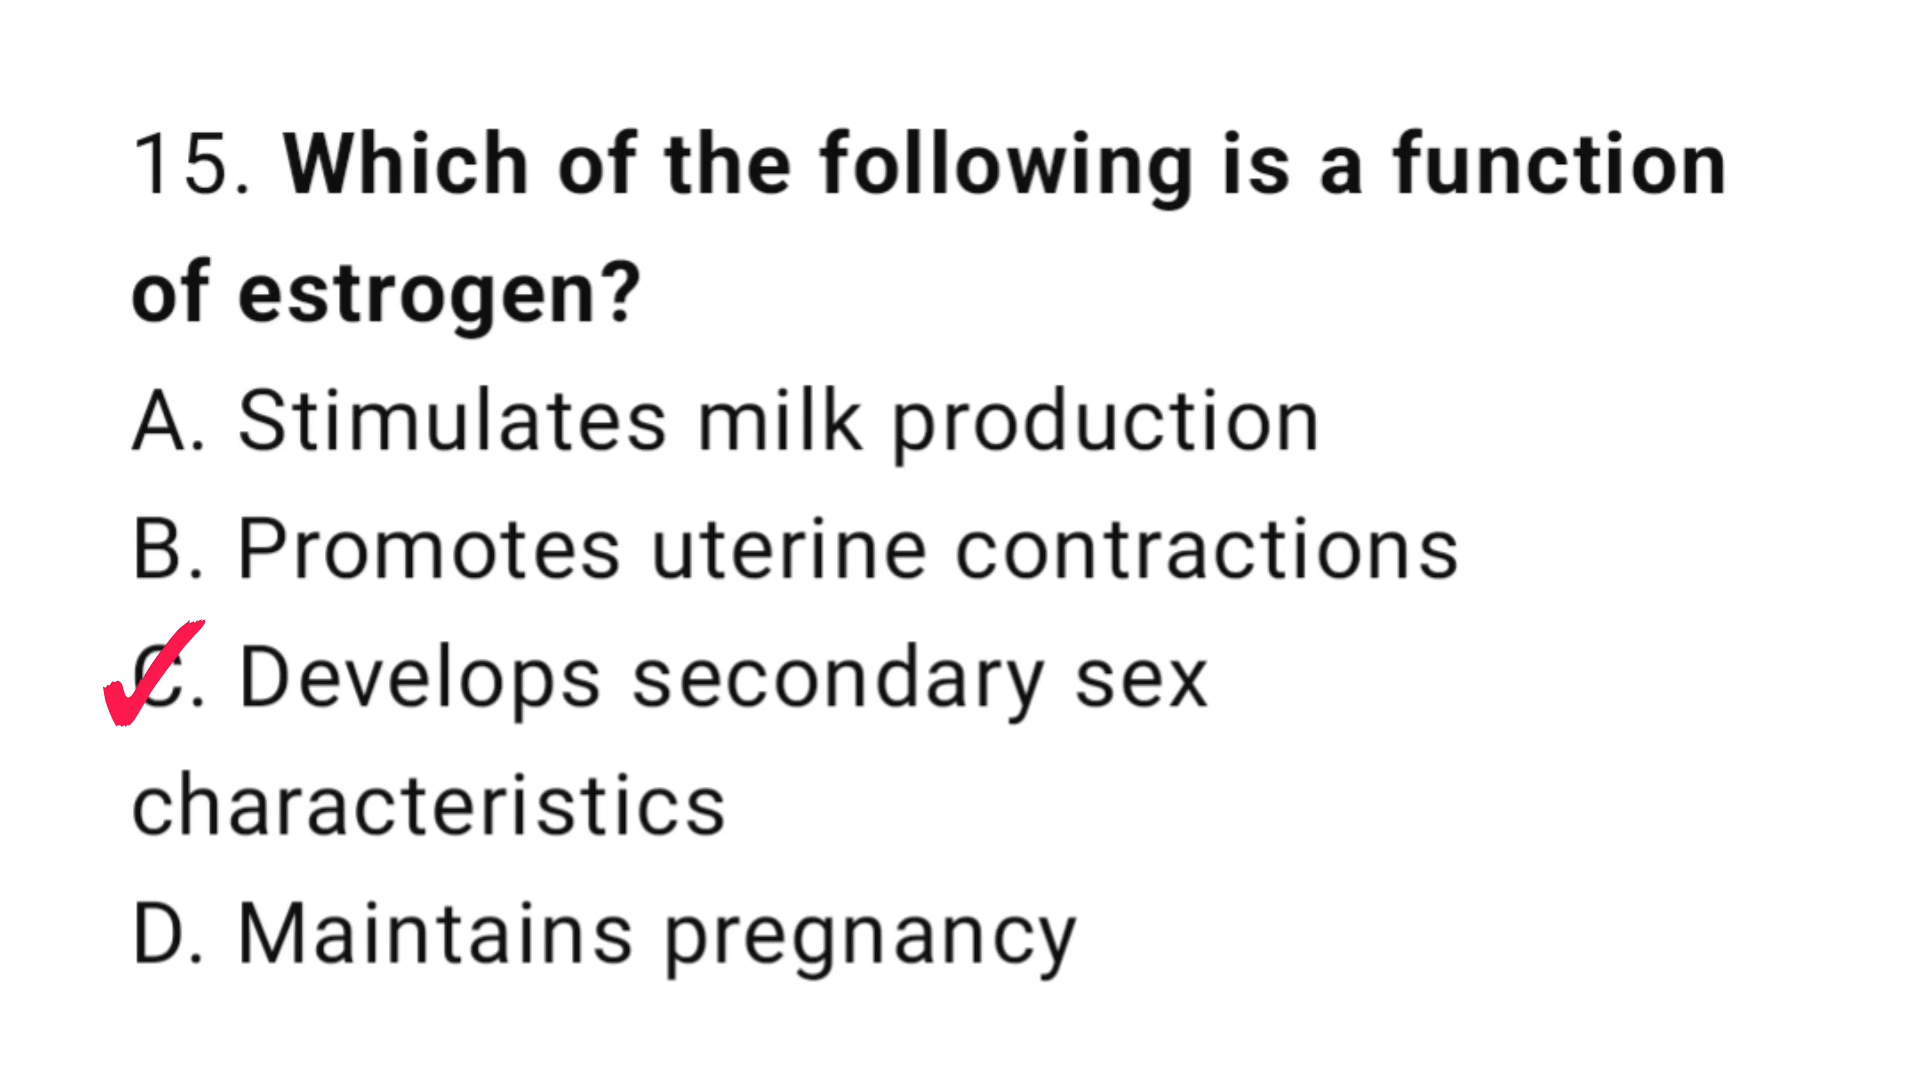 15. Which of the following is a function
of estrogen?
A. Stimulates milk production
B. Promotes uterine contractions
C. Develops secondary sex
characteristics
D. Maintains pregnancy